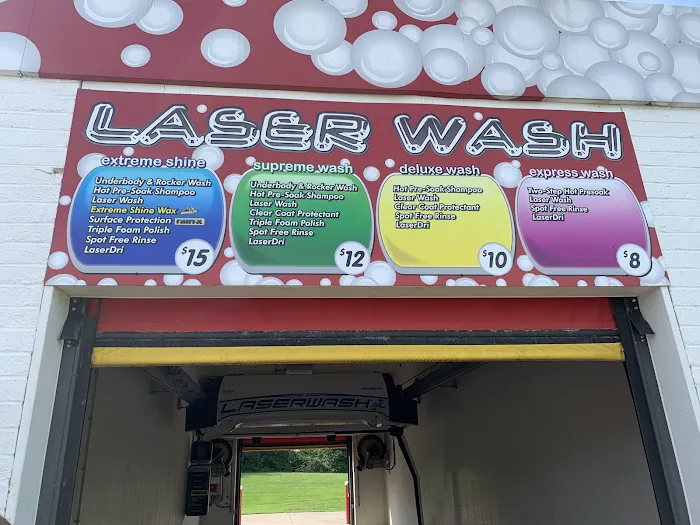 LASER WASH
extreme shine
Underbody & Rocker Wash
Hot Pre-Soak Shampoo
Laser Wash
Extreme Shine Wax
Surface Protection rain-x
Triple Foam Polish
Spot Free Rinse
LaserDri
$15
supreme wash
Underbody & Rocker Wash
Hot Pre-Soak Shampoo
Laser Wash
Clear Coat Protectant
Triple Foam Polish
Spot Free Rinse
LaserDri
$12
deluxe wash
Hot Pre-Soak Shampoo
Laser Wash
Clear Coat Protectant
Spot Free Rinse
LaserDri
$10
express wash
Two-Step Hot Presoak
Laser Wash
Spot Free Rinse
LaserDri
$8
LASERWASH